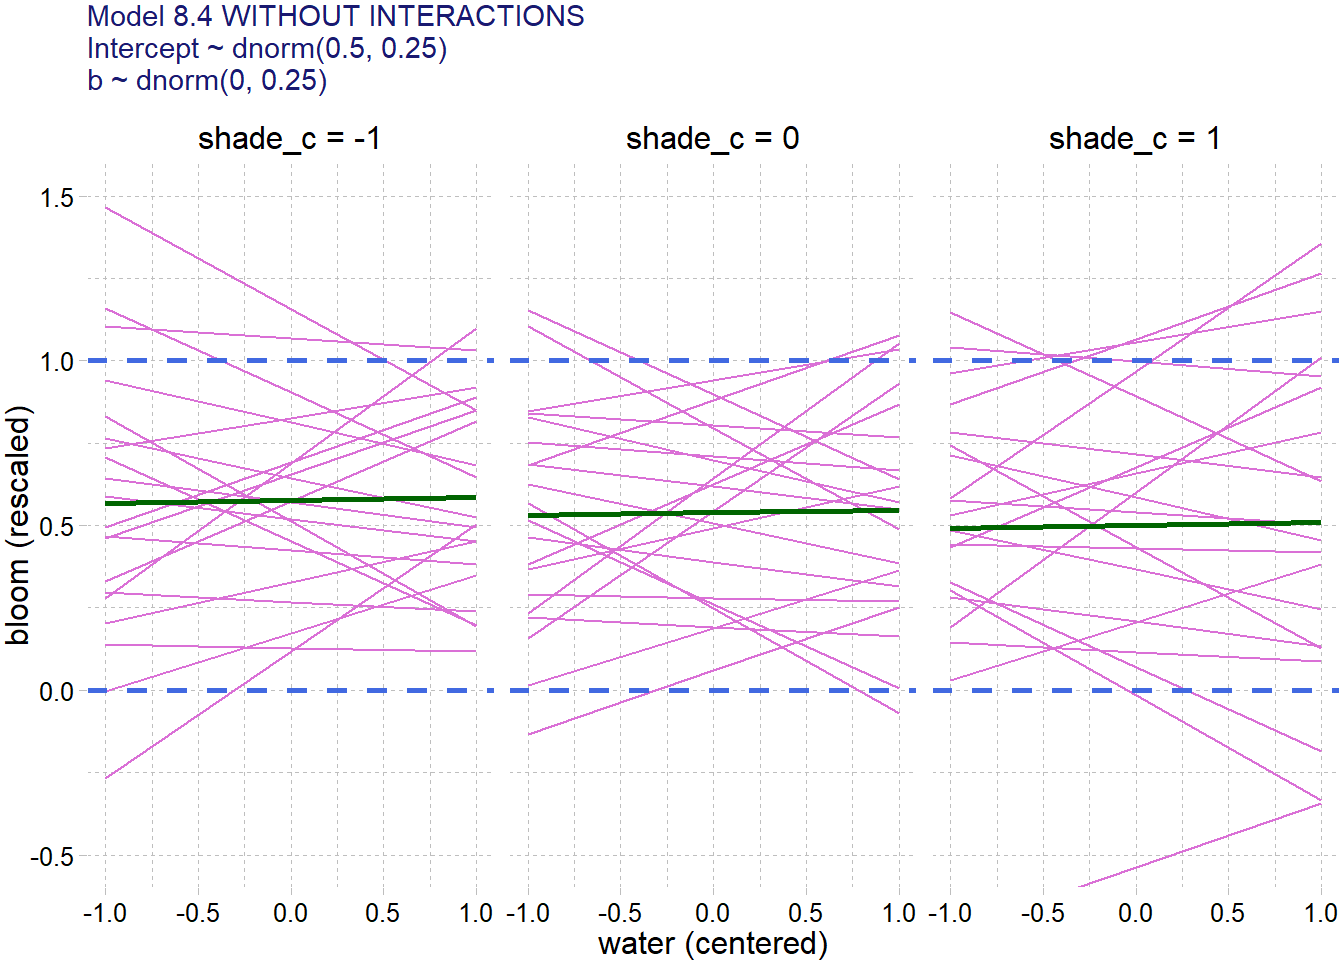 Model 8.4 WITHOUT INTERACTIONS
Intercept ~ dnorm(0.5, 0.25)
b ~ dnorm(0, 0.25)
shade_c = -1 shade_c = 0 shade_c = 1
1.5
1.0
0.5
0.0
-0.5
bloom (rescaled)
-1.0 -0.5 0.0 0.5 1.0 -1.0 -0.5 0.0 0.5 1.0 -1.0 -0.5 0.0 0.5 1.0
water (centered)